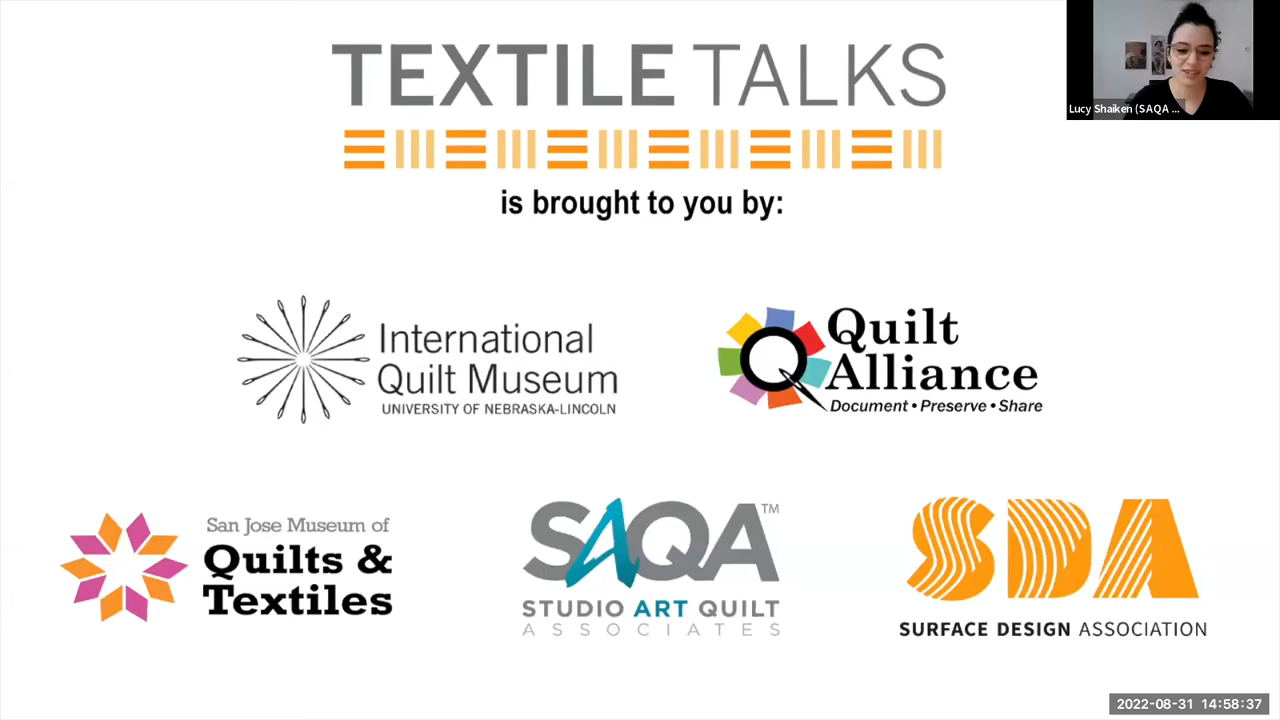 TEXTILE TALKS
is brought to you by:
Lucy Shaiken (SAQA ...
International
Quilt Museum
UNIVERSITY OF NEBRASKA-LINCOLN
Quilt
Alliance
Document • Preserve • Share
San Jose Museum of
Quilts &
Textiles
SAQA™
STUDIO ART QUILT
ASSOCIATES
SDA
SURFACE DESIGN ASSOCIATION
2022-08-31 14:58:37